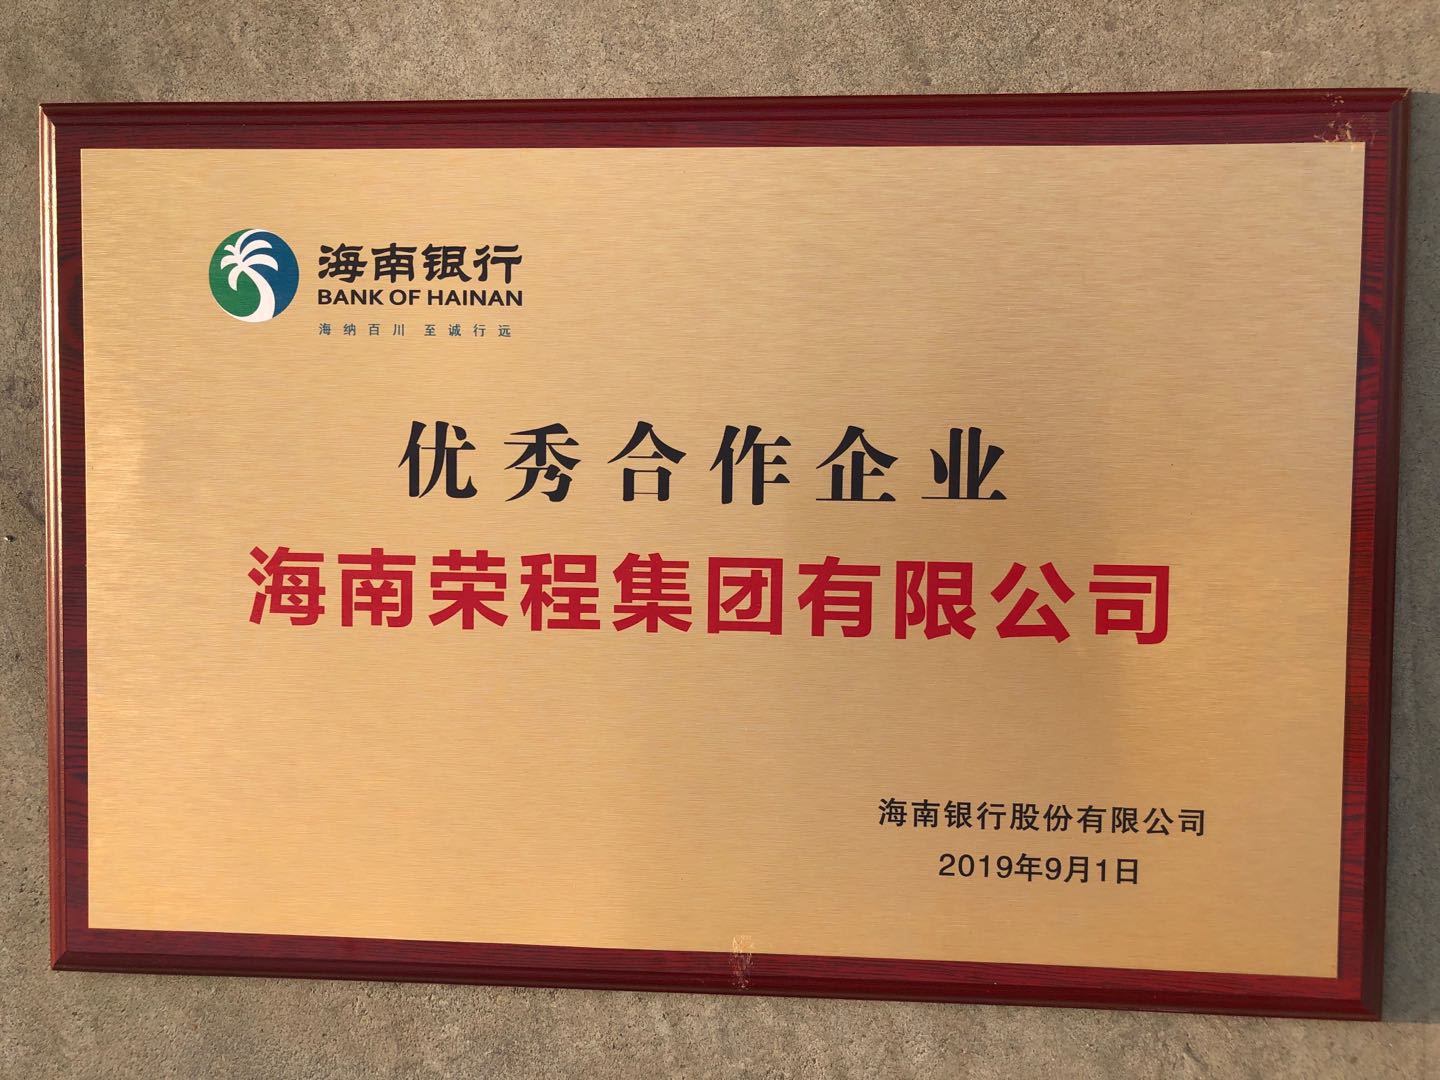 海南银行
BANK OF HAINAN
海纳百川 至诚行远
优秀合作企业
海南荣程集团有限公司
海南银行股份有限公司
2019年9月1日